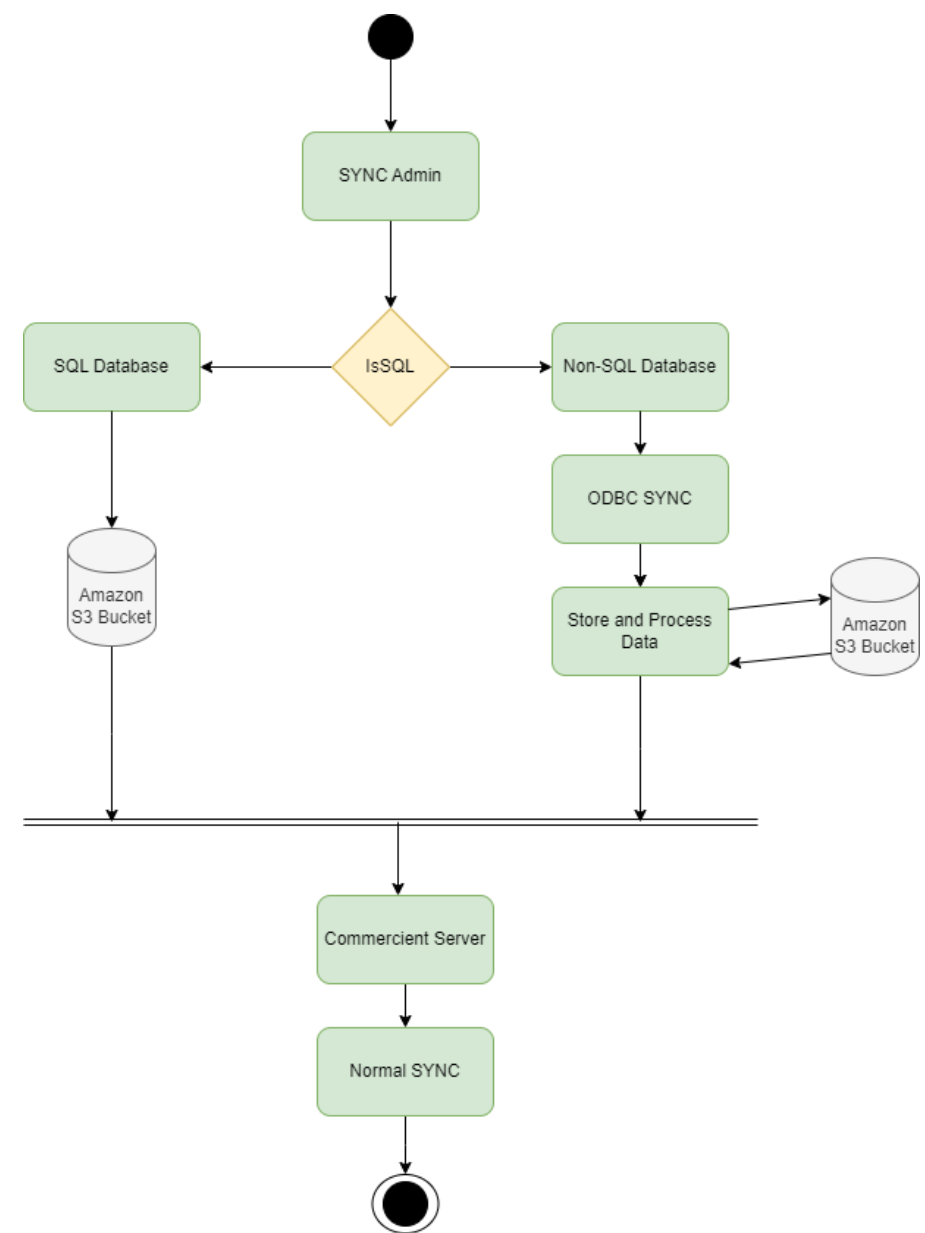 SYNC Admin
SQL Database
IsSQL
Non-SQL Database
ODBC SYNC
Amazon
S3 Bucket
Store and Process
Data
Amazon
S3 Bucket
Commercient Server
Normal SYNC